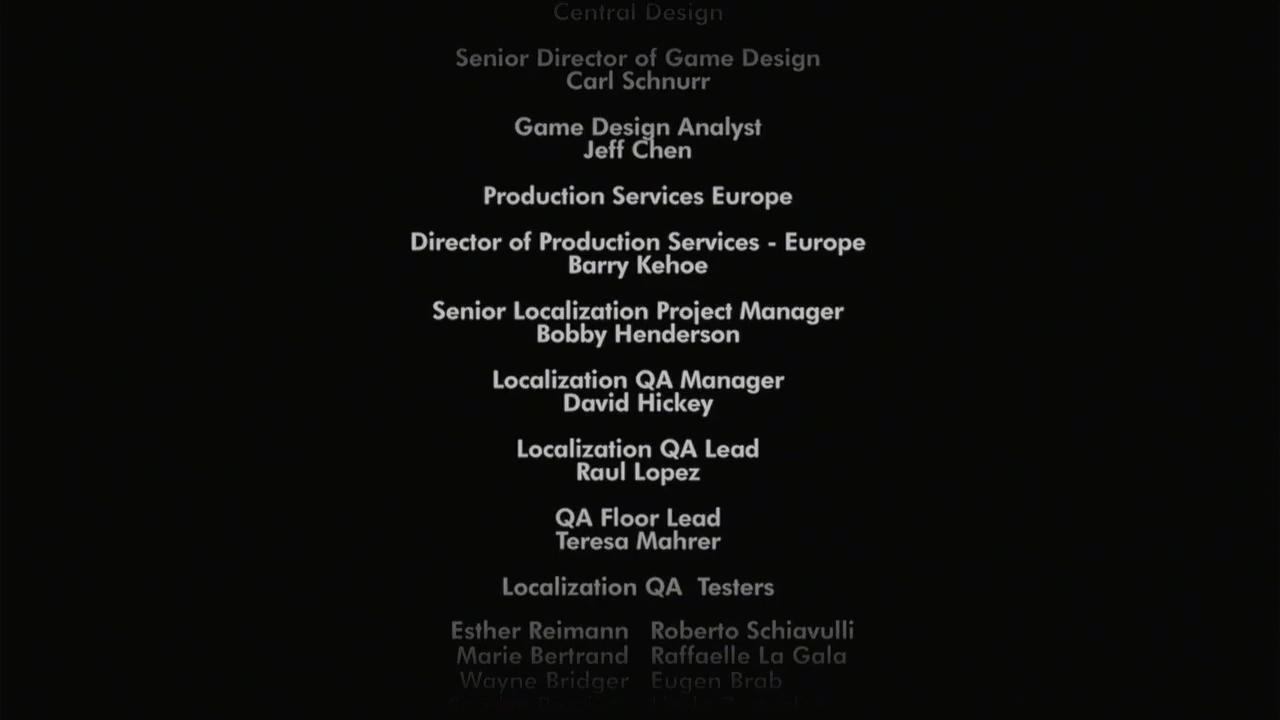 Central Design
Senior Director of Game Design
Carl Schnurr
Game Design Analyst
Jeff Chen
Production Services Europe
Director of Production Services - Europe
Barry Kehoe
Senior Localization Project Manager
Bobby Henderson
Localization QA Manager
David Hickey
Localization QA Lead
Raul Lopez
QA Floor Lead
Teresa Mahrer
Localization QA  Testers
Esther Reimann Roberto Schiavulli
Marie Bertrand Raffaelle La Gala
Wayne Bridger Eugen Brab